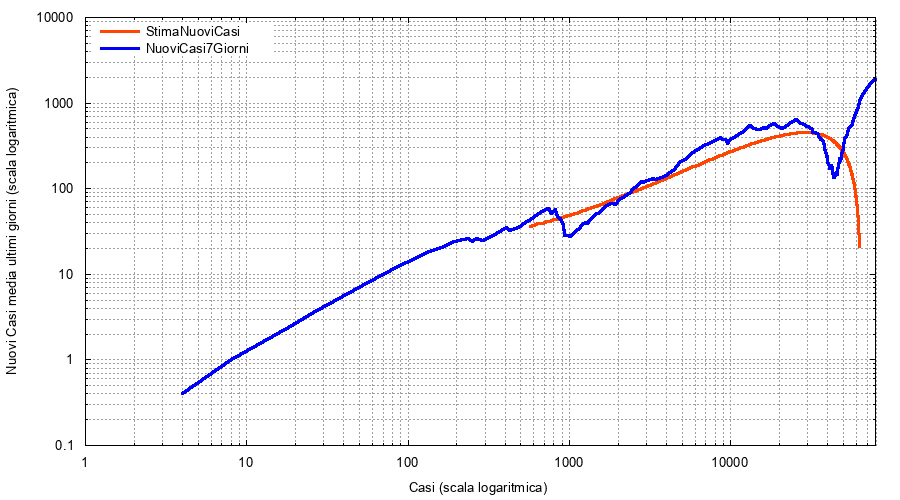 10000
1000
100
10
1
0.1
StimaNuoviCasi
NuoviCasi7Giorni
Nuovi Casi media ultimi giorni (scala logaritmica)
1 10 100 1000 10000
Casi (scala logaritmica)